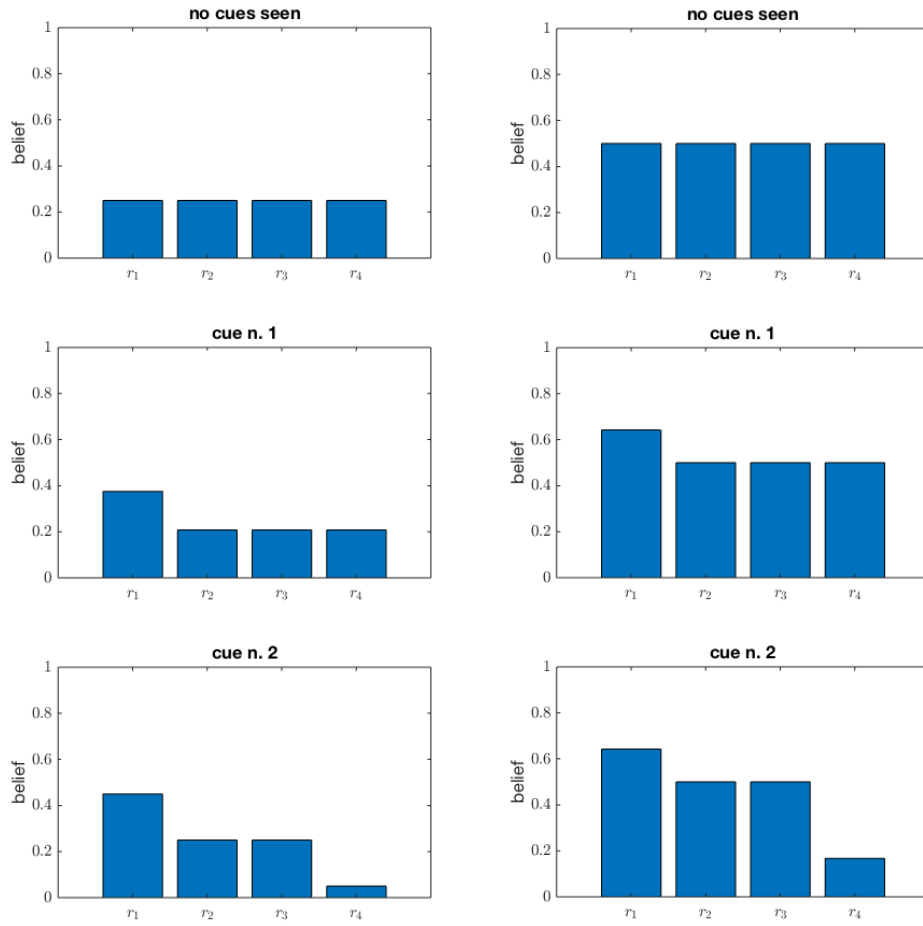 no cues seen
1
0.8
0.6
0.4
0.2
0
belief
r₁ r₂ r₃ r₄
no cues seen
1
0.8
0.6
0.4
0.2
0
belief
r₁ r₂ r₃ r₄
cue n. 1
1
0.8
0.6
0.4
0.2
0
belief
r₁ r₂ r₃ r₄
cue n. 1
1
0.8
0.6
0.4
0.2
0
belief
r₁ r₂ r₃ r₄
cue n. 2
1
0.8
0.6
0.4
0.2
0
belief
r₁ r₂ r₃ r₄
cue n. 2
1
0.8
0.6
0.4
0.2
0
belief
r₁ r₂ r₃ r₄